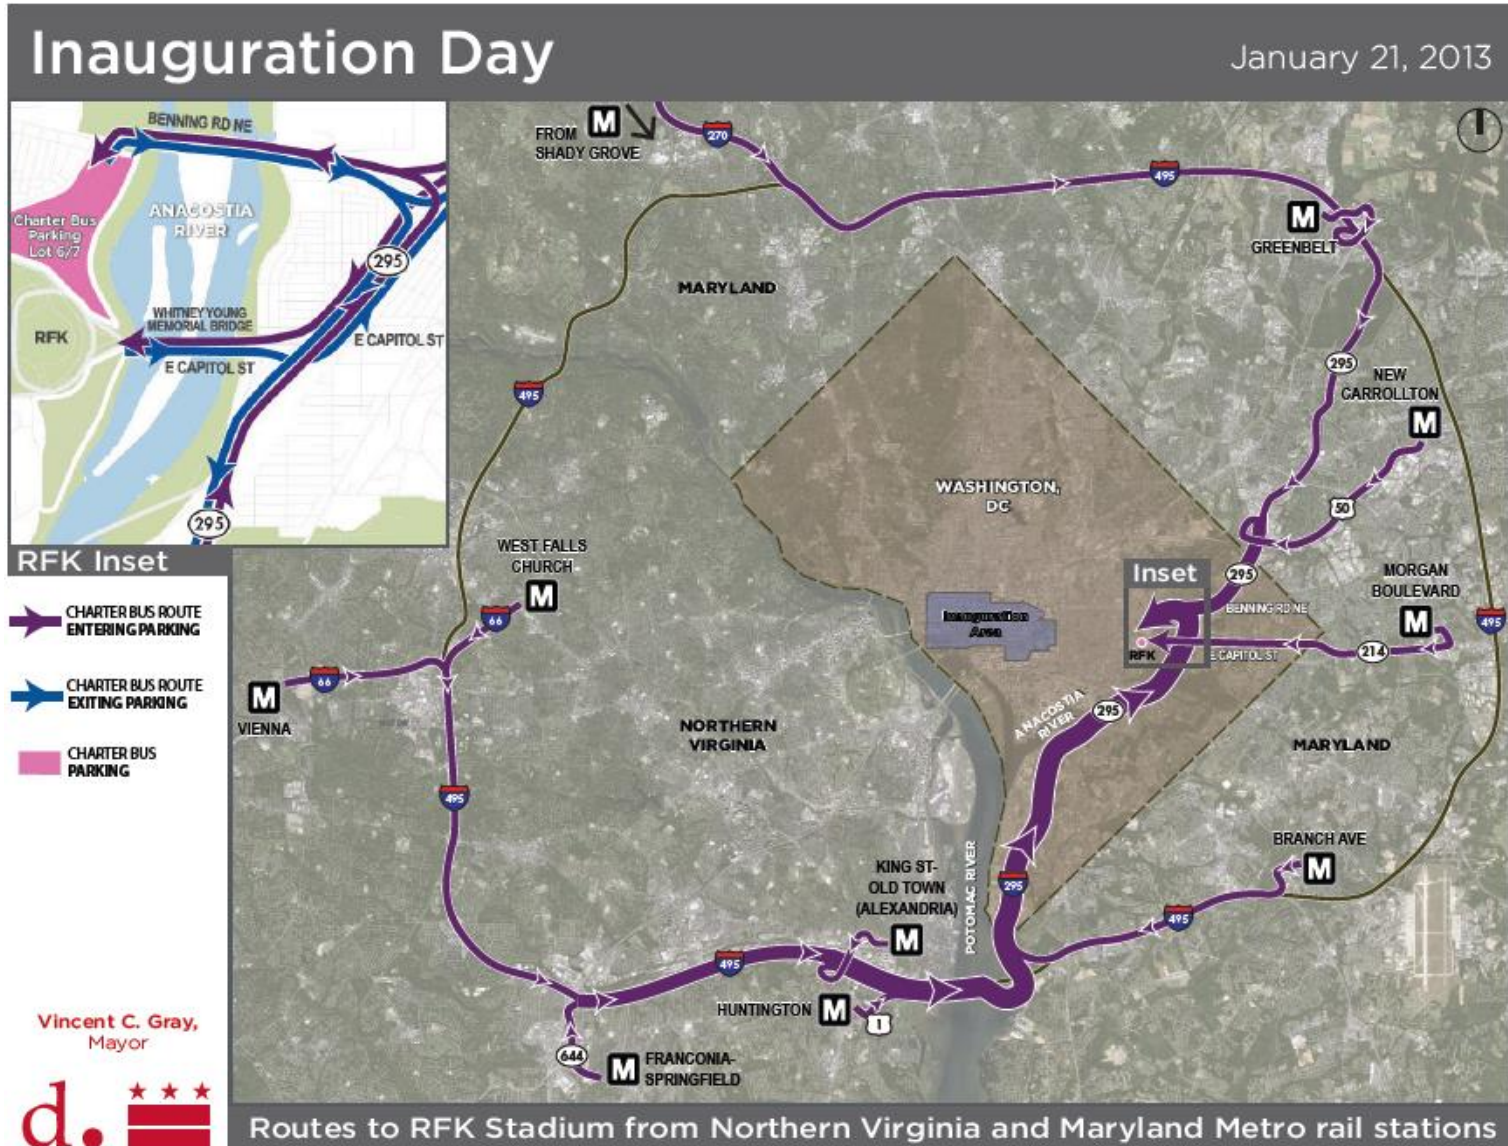 Inauguration Day
January 21, 2013
BENNING RD NE
ANACOSTIA
RIVER
Charter Bus
Parking
Lot 6/7
295
WHITNEY YOUNG
MEMORIAL BRIDGE
RFK
E CAPITOL ST
E CAPITOL ST
295
RFK Inset
CHARTER BUS ROUTE
ENTERING PARKING
CHARTER BUS ROUTE
EXITING PARKING
CHARTER BUS
PARKING
Vincent C. Gray,
Mayor
d.
FROM
SHADY GROVE
M
270
495
M
GREENBELT
MARYLAND
295
NEW
CARROLLTON
M
495
50
WASHINGTON,
DC
WEST FALLS
CHURCH
M
66
Inset
295
BENNING RD NE
MORGAN
BOULEVARD
M
495
Inauguration
Area
RFK
E CAPITOL ST
214
66
M
VIENNA
NORTHERN
VIRGINIA
ANACOSTIA
RIVER
295
MARYLAND
495
BRANCH AVE
M
KING ST-
OLD TOWN
(ALEXANDRIA)
M
POTOMAC RIVER
295
495
495
HUNTINGTON
M
1
644
M
FRANCONIA-
SPRINGFIELD
Routes to RFK Stadium from Northern Virginia and Maryland Metro rail stations